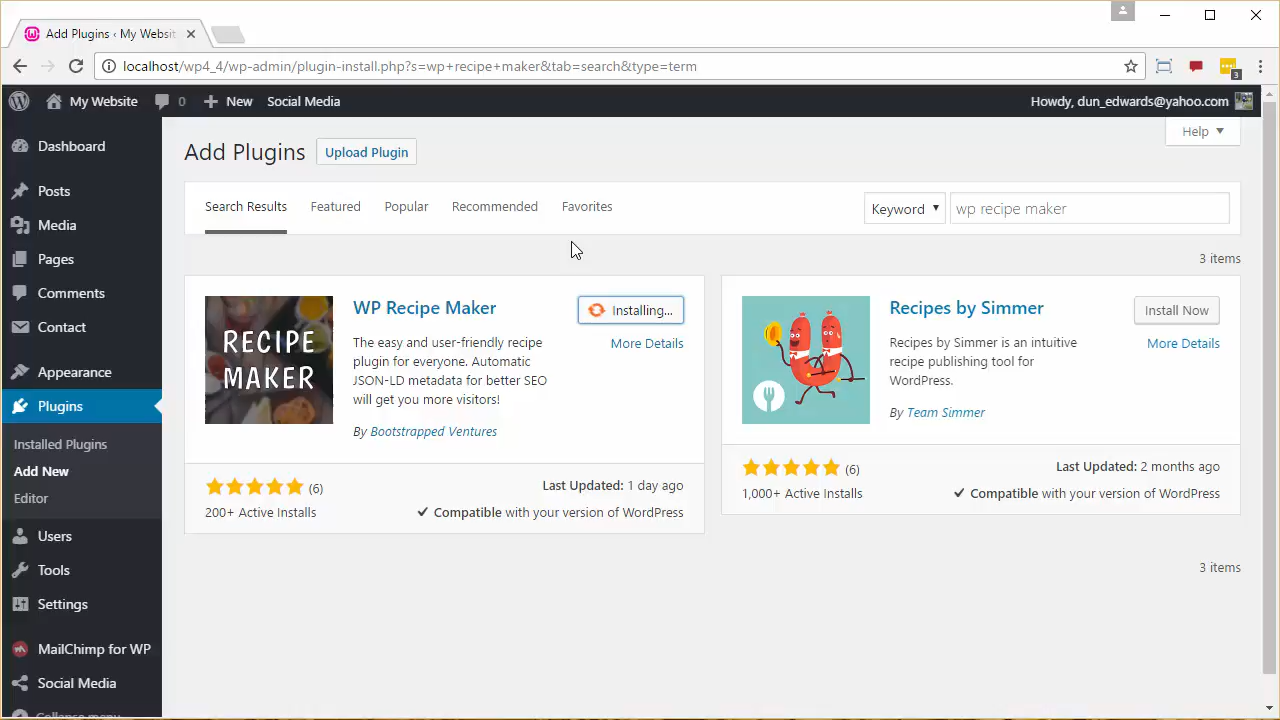 Add Plugins ‹ My Websit
localhost/wp4_4/wp-admin/plugin-install.php?s=wp+recipe+maker&tab=search&type=term
3
My Website 0 New Social Media Howdy, dun_edwards@yahoo.com
Help
Dashboard
Posts
Media
Pages
Comments
Contact
Appearance
Plugins
Installed Plugins
Add New
Editor
Users
Tools
Settings
MailChimp for WP
Social Media
Collapse menu
Add Plugins Upload Plugin
Search Results Featured Popular Recommended Favorites Keyword wp recipe maker
3 items
RECIPE
MAKER
WP Recipe Maker
Installing...
More Details
The easy and user-friendly recipe
plugin for everyone. Automatic
JSON-LD metadata for better SEO
will get you more visitors!
By Bootstrapped Ventures
(6)
Last Updated: 1 day ago
200+ Active Installs
Compatible with your version of WordPress
Recipes by Simmer
Install Now
More Details
Recipes by Simmer is an intuitive
recipe publishing tool for
WordPress.
By Team Simmer
(6)
Last Updated: 2 months ago
1,000+ Active Installs
Compatible with your version of WordPress
3 items